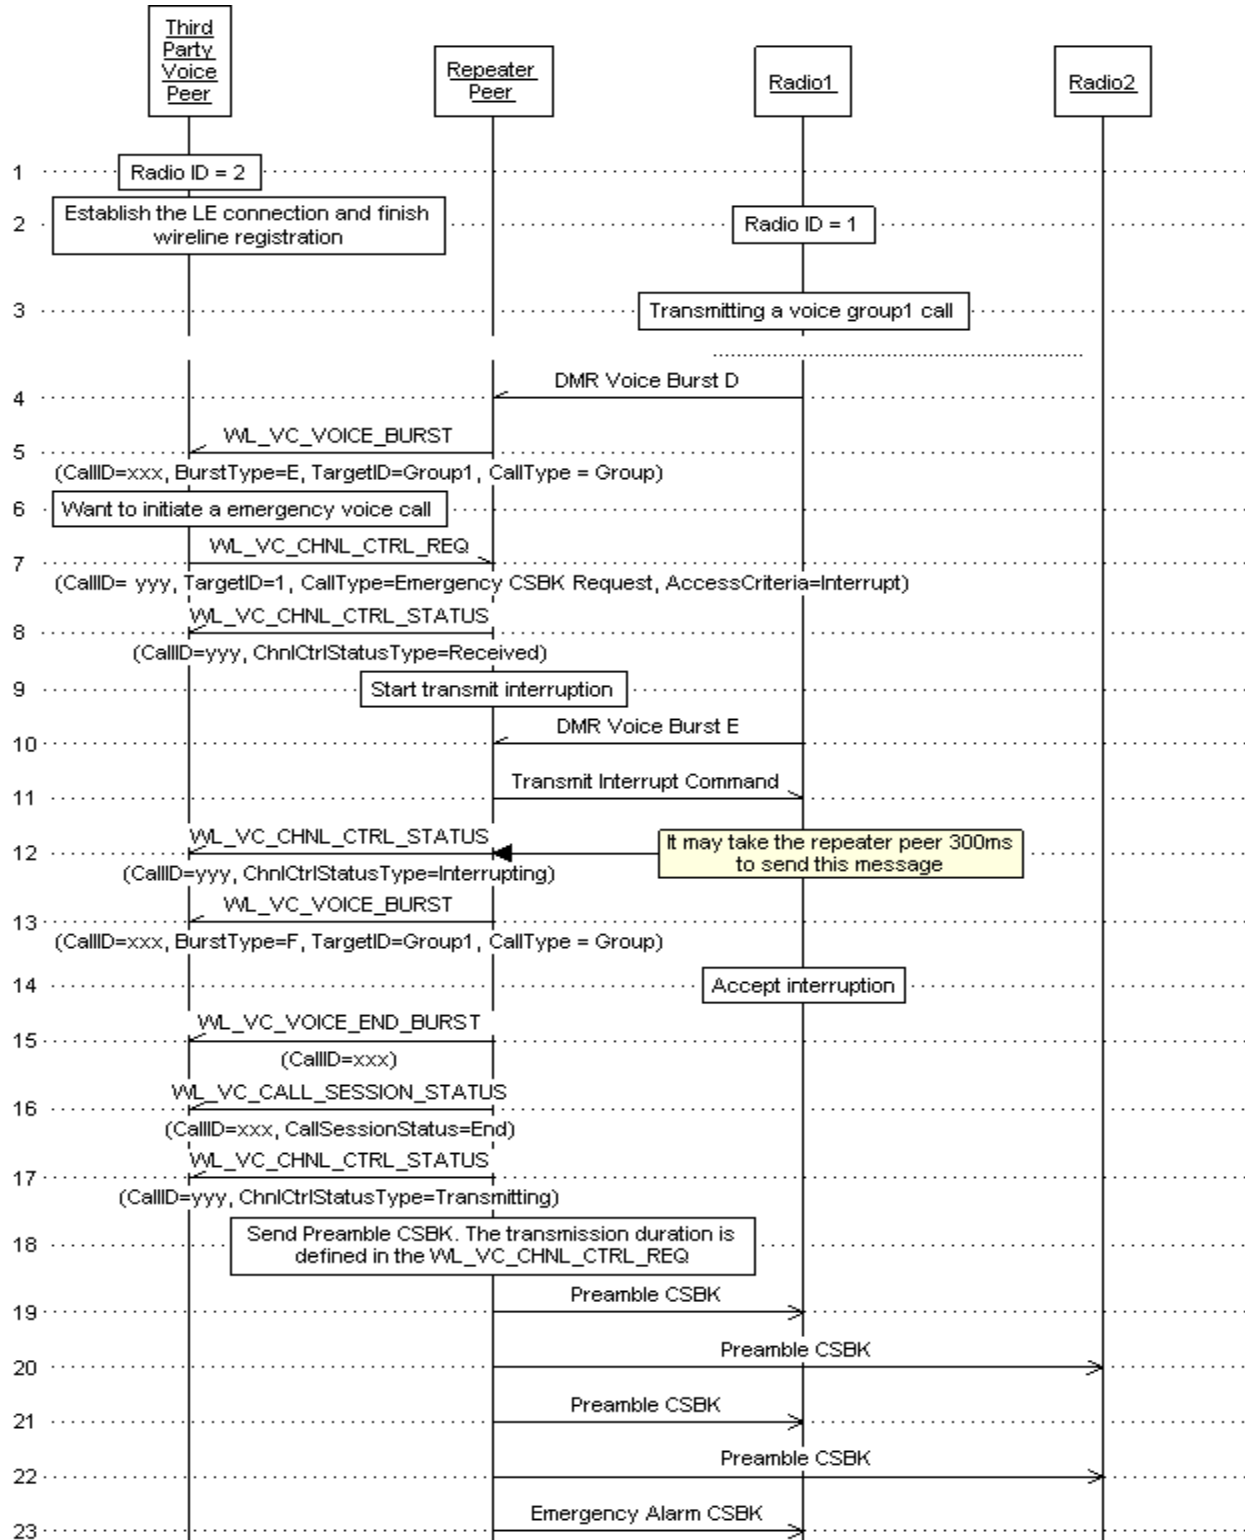 Third
Party
Voice
Peer
Repeater
Peer
Radio1
Radio2
1
Radio ID = 2
2
Establish the LE connection and finish
wireline registration
Radio ID = 1
3
Transmitting a voice group1 call
4
DMR Voice Burst D
5
WL_VC_VOICE_BURST
(CallID=xxx, BurstType=E, TargetID=Group1, CallType = Group)
6
Want to initiate a emergency voice call
7
WL_VC_CHNL_CTRL_REQ
(CallID= yyy, TargetID=1, CallType=Emergency CSBK Request, AccessCriteria=Interrupt)
8
WL_VC_CHNL_CTRL_STATUS
(CallID=yyy, ChnlCtrlStatusType=Received)
9
Start transmit interruption
10
DMR Voice Burst E
11
Transmit Interrupt Command
12
WL_VC_CHNL_CTRL_STATUS
It may take the repeater peer 300ms
to send this message
(CallID=yyy, ChnlCtrlStatusType=Interrupting)
13
WL_VC_VOICE_BURST
(CallID=xxx, BurstType=F, TargetID=Group1, CallType = Group)
14
Accept interruption
15
WL_VC_VOICE_END_BURST
(CallID=xxx)
16
WL_VC_CALL_SESSION_STATUS
(CallID=xxx, CallSessionStatus=End)
17
WL_VC_CHNL_CTRL_STATUS
(CallID=yyy, ChnlCtrlStatusType=Transmitting)
18
Send Preamble CSBK. The transmission duration is
defined in the WL_VC_CHNL_CTRL_REQ
19
Preamble CSBK
20
Preamble CSBK
21
Preamble CSBK
22
Preamble CSBK
23
Emergency Alarm CSBK